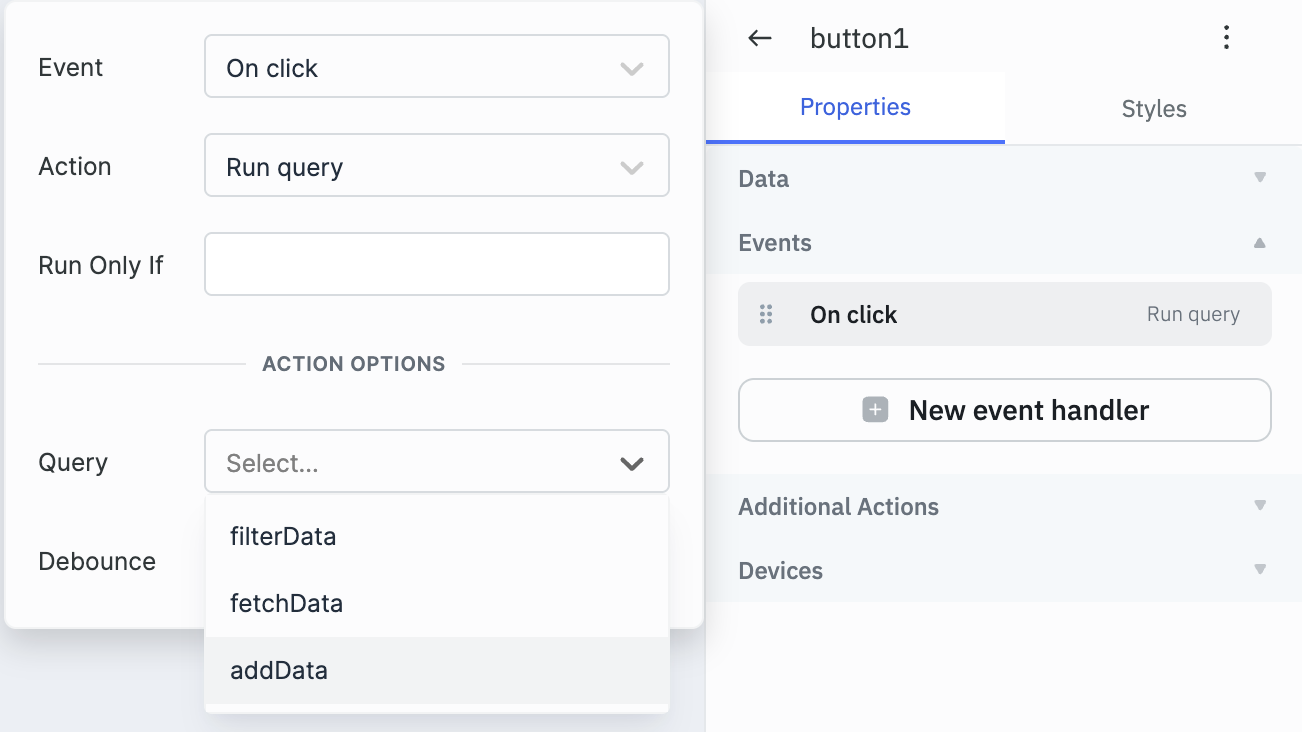 Event
On click
Action
Run query
Run Only If
ACTION OPTIONS
Query
Select...
filterData
Debounce
fetchData
addData
button1
Properties
Styles
Data
Events
On click
Run query
New event handler
Additional Actions
Devices